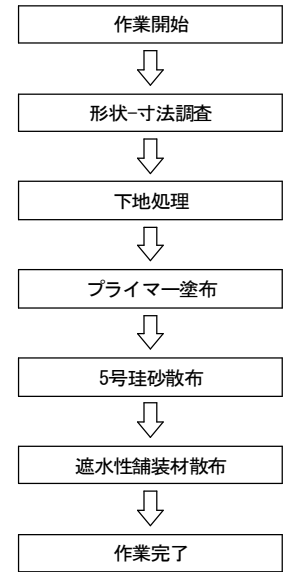 作業開始
形状-寸法調査
下地処理
プライマー塗布
5号珪砂散布
遮水性舗装材散布
作業完了